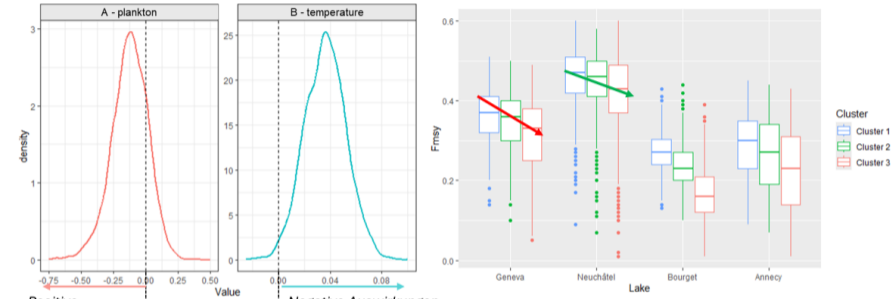 A - plankton
B - temperature
density
3
2
1
0
-0.75
-0.50
-0.25
0.00
0.25
0.50
25
20
15
10
5
0
0.00
0.04
0.08
Value
Frnsy
0.6
0.4
0.2
0.0
Geneva
Neuchâtel
Bourget
Annecy
Lake
Cluster
Cluster 1
Cluster 2
Cluster 3